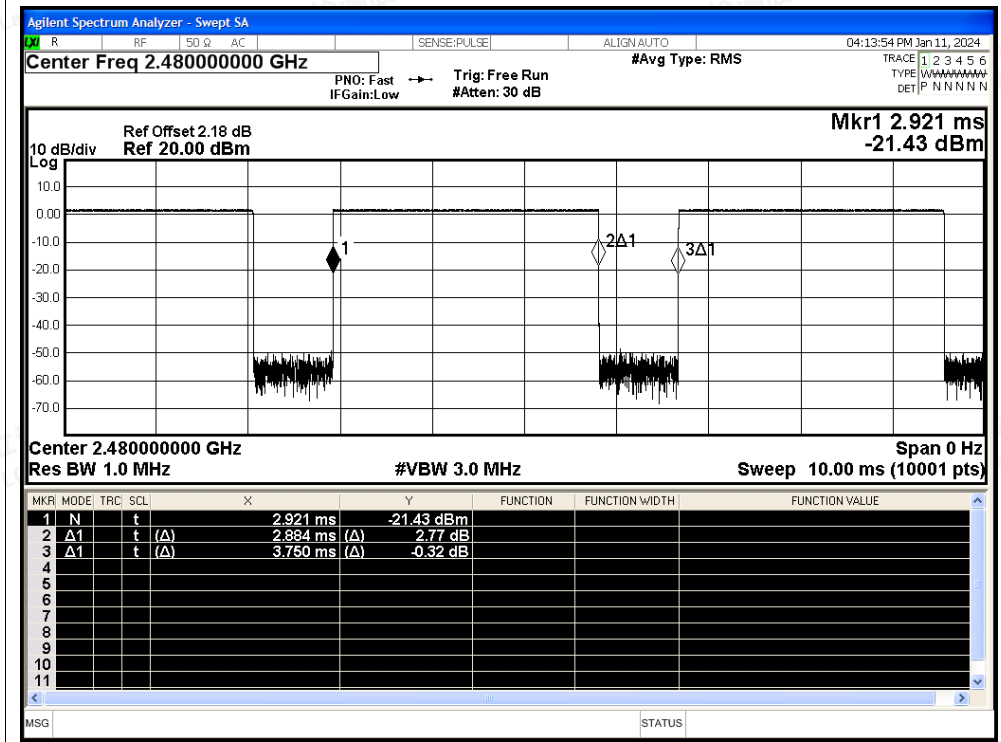 Agilent Spectrum Analyzer - Swept SA
LXI R RF 50 Ω AC SENSE:PULSE ALIGN AUTO 04:13:54 PM Jan 11, 2024
Center Freq 2.480000000 GHz #Avg Type: RMS TRACE 1 2 3 4 5 6
PNO: Fast Trig: Free Run TYPE
IFGain:Low #Atten: 30 dB DET P N N N N N
Mkr1 2.921 ms
Ref Offset 2.18 dB
10 dB/div Ref 20.00 dBm -21.43 dBm
Log
10.0
0.00
-10.0
1 2Δ1 3Δ1
-20.0
-30.0
-40.0
-50.0
-60.0
-70.0
Center 2.480000000 GHz Span 0 Hz
Res BW 1.0 MHz #VBW 3.0 MHz Sweep 10.00 ms (10001 pts)
MKR MODE TRC SCL X Y FUNCTION FUNCTION WIDTH FUNCTION VALUE
1 N t 2.921 ms -21.43 dBm
2 Δ1 t (Δ) 2.884 ms (Δ) 2.77 dB
3 Δ1 t (Δ) 3.750 ms (Δ) -0.32 dB
4
5
6
7
8
9
10
11
MSG STATUS